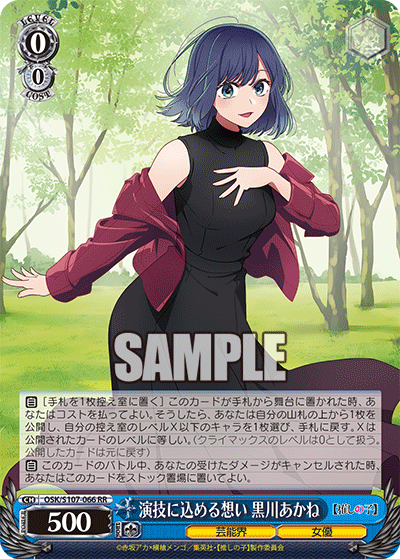 LEVEL
0
0
COST
SAMPLE
自［手札を1枚控え室に置く］このカードが手札から舞台に置かれた時、あ
なたはコストを払ってよい。そうしたら、あなたは自分の山札の上から1枚を
公開し、自分の控え室のレベルX以下のキャラを1枚選び、手札に戻す。Xは
公開されたカードのレベルに等しい。（クライマックスのレベルは0として扱う。
公開したカードは元に戻す）
自 このカードのバトル中、あなたの受けたダメージがキャンセルされた時、
あなたはこのカードをストック置場に置いてよい。
CH OSK/S107-066 RR
500
演技に込める想い 黒川あかね
【推しの子】
芸能界
女優
©赤坂アカ×横槍メンゴ／集英社・【推しの子】製作委員会